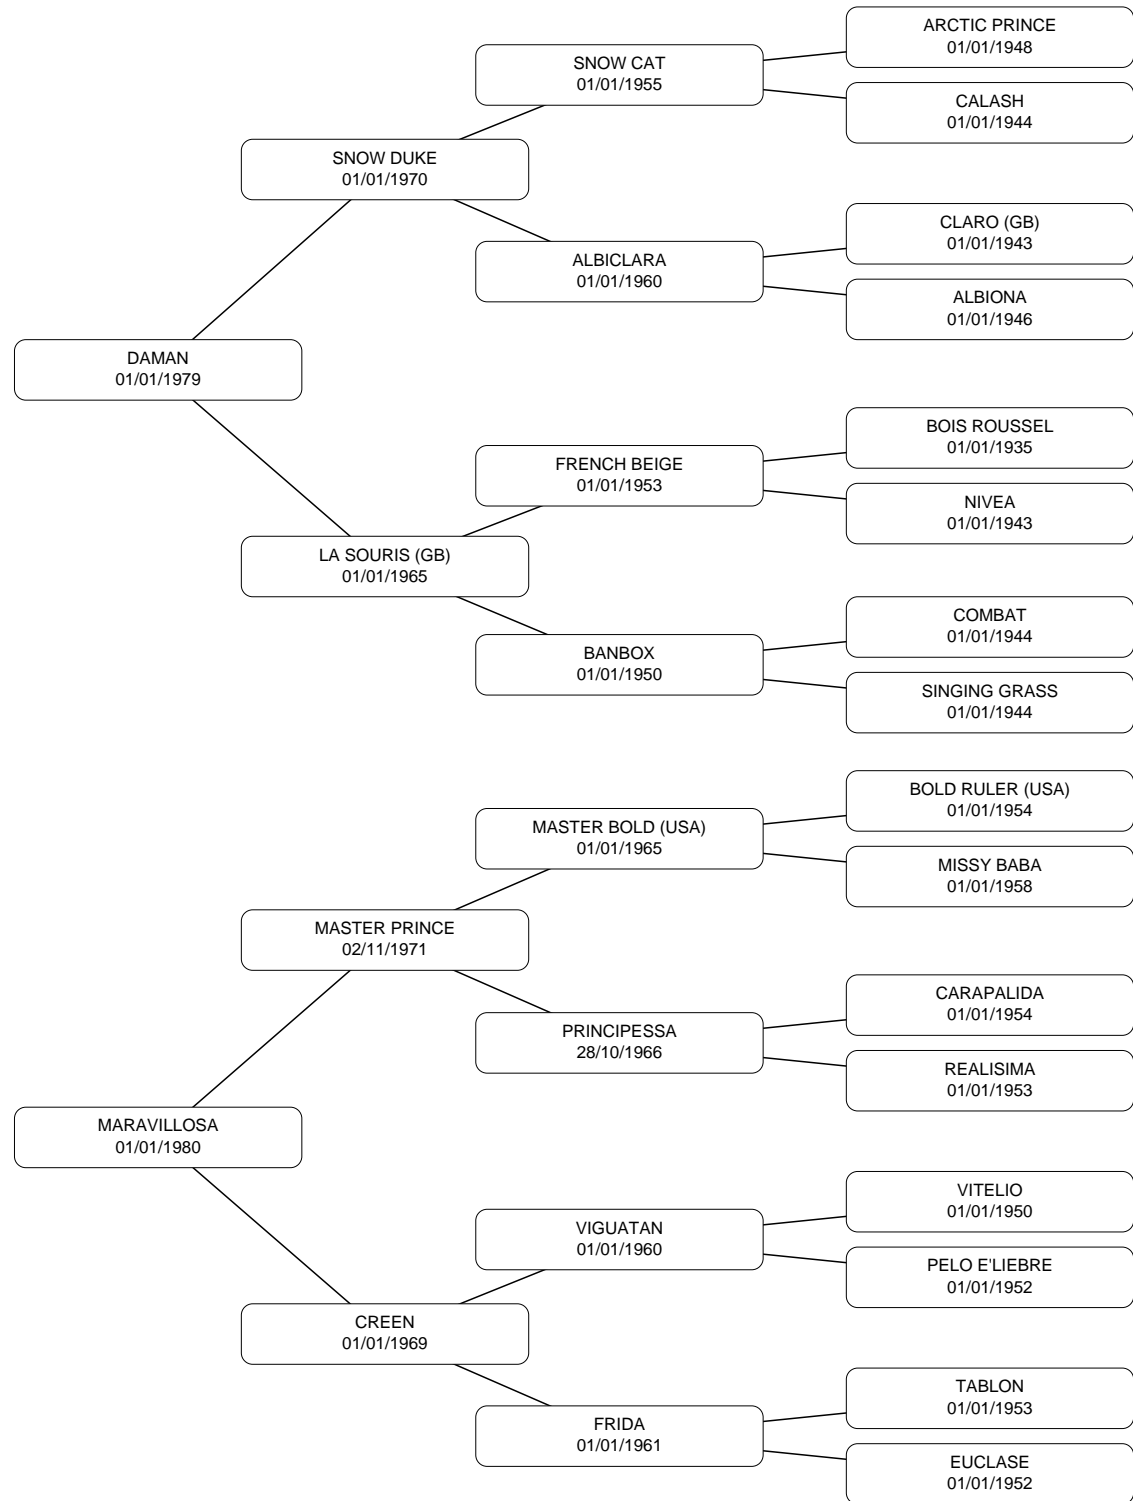 ARCTIC PRINCE
01/01/1948
SNOW CAT
01/01/1955
CALASH
01/01/1944
SNOW DUKE
01/01/1970
CLARO (GB)
01/01/1943
ALBICLARA
01/01/1960
ALBIONA
01/01/1946
DAMAN
01/01/1979
BOIS ROUSSEL
01/01/1935
FRENCH BEIGE
01/01/1953
NIVEA
01/01/1943
LA SOURIS (GB)
01/01/1965
COMBAT
01/01/1944
BANBOX
01/01/1950
SINGING GRASS
01/01/1944
BOLD RULER (USA)
01/01/1954
MASTER BOLD (USA)
01/01/1965
MISSY BABA
01/01/1958
MASTER PRINCE
02/11/1971
CARAPALIDA
01/01/1954
PRINCIPESSA
28/10/1966
REALISIMA
01/01/1953
MARAVILLOSA
01/01/1980
VITELIO
01/01/1950
VIGUATAN
01/01/1960
PELO E'LIEBRE
01/01/1952
CREEN
01/01/1969
TABLON
01/01/1953
FRIDA
01/01/1961
EUCLASE
01/01/1952